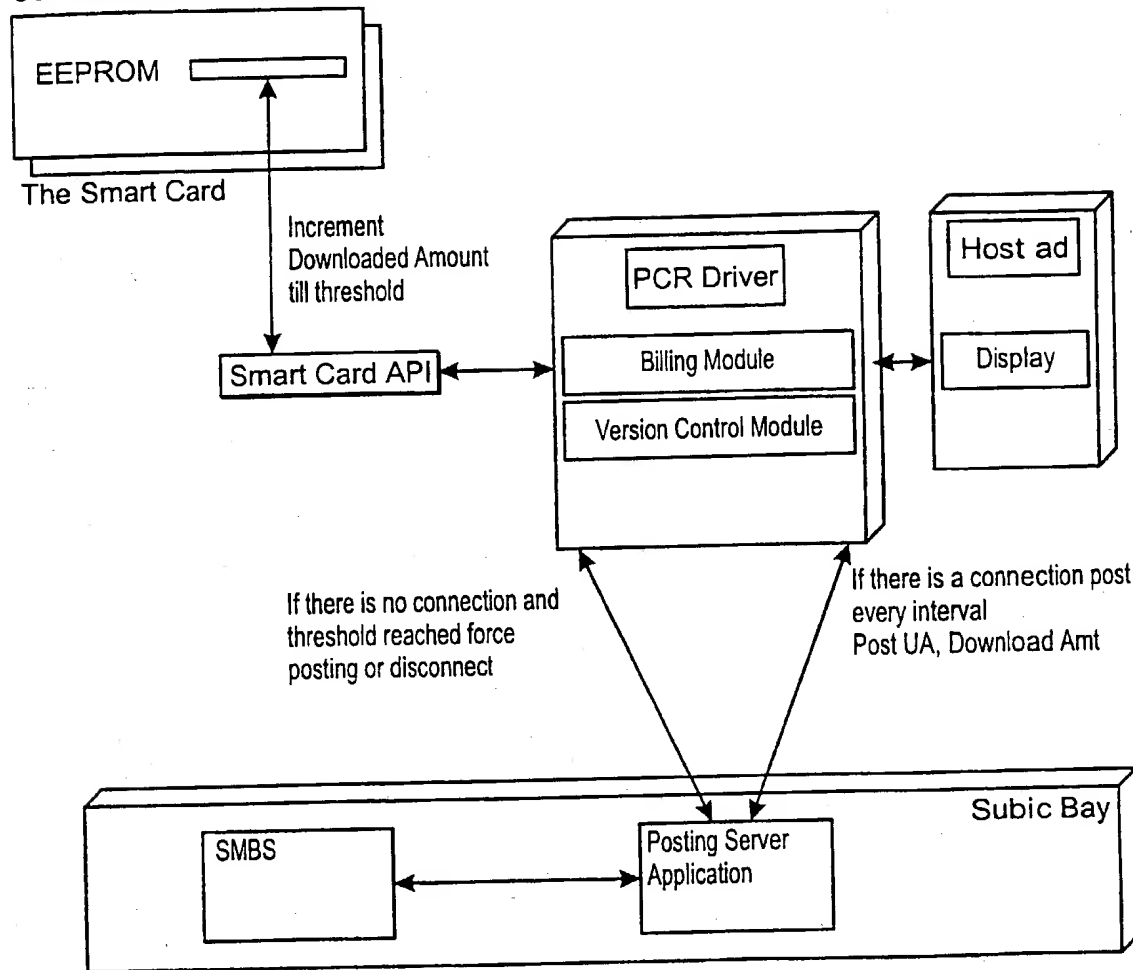 EEPROM
The Smart Card
Increment
Downloaded Amount
till threshold
Smart Card API
PCR Driver
Billing Module
Version Control Module
Host ad
Display
If there is no connection and
threshold reached force
posting or disconnect
If there is a connection post
every interval
Post UA, Download Amt
Subic Bay
SMBS
Posting Server
Application